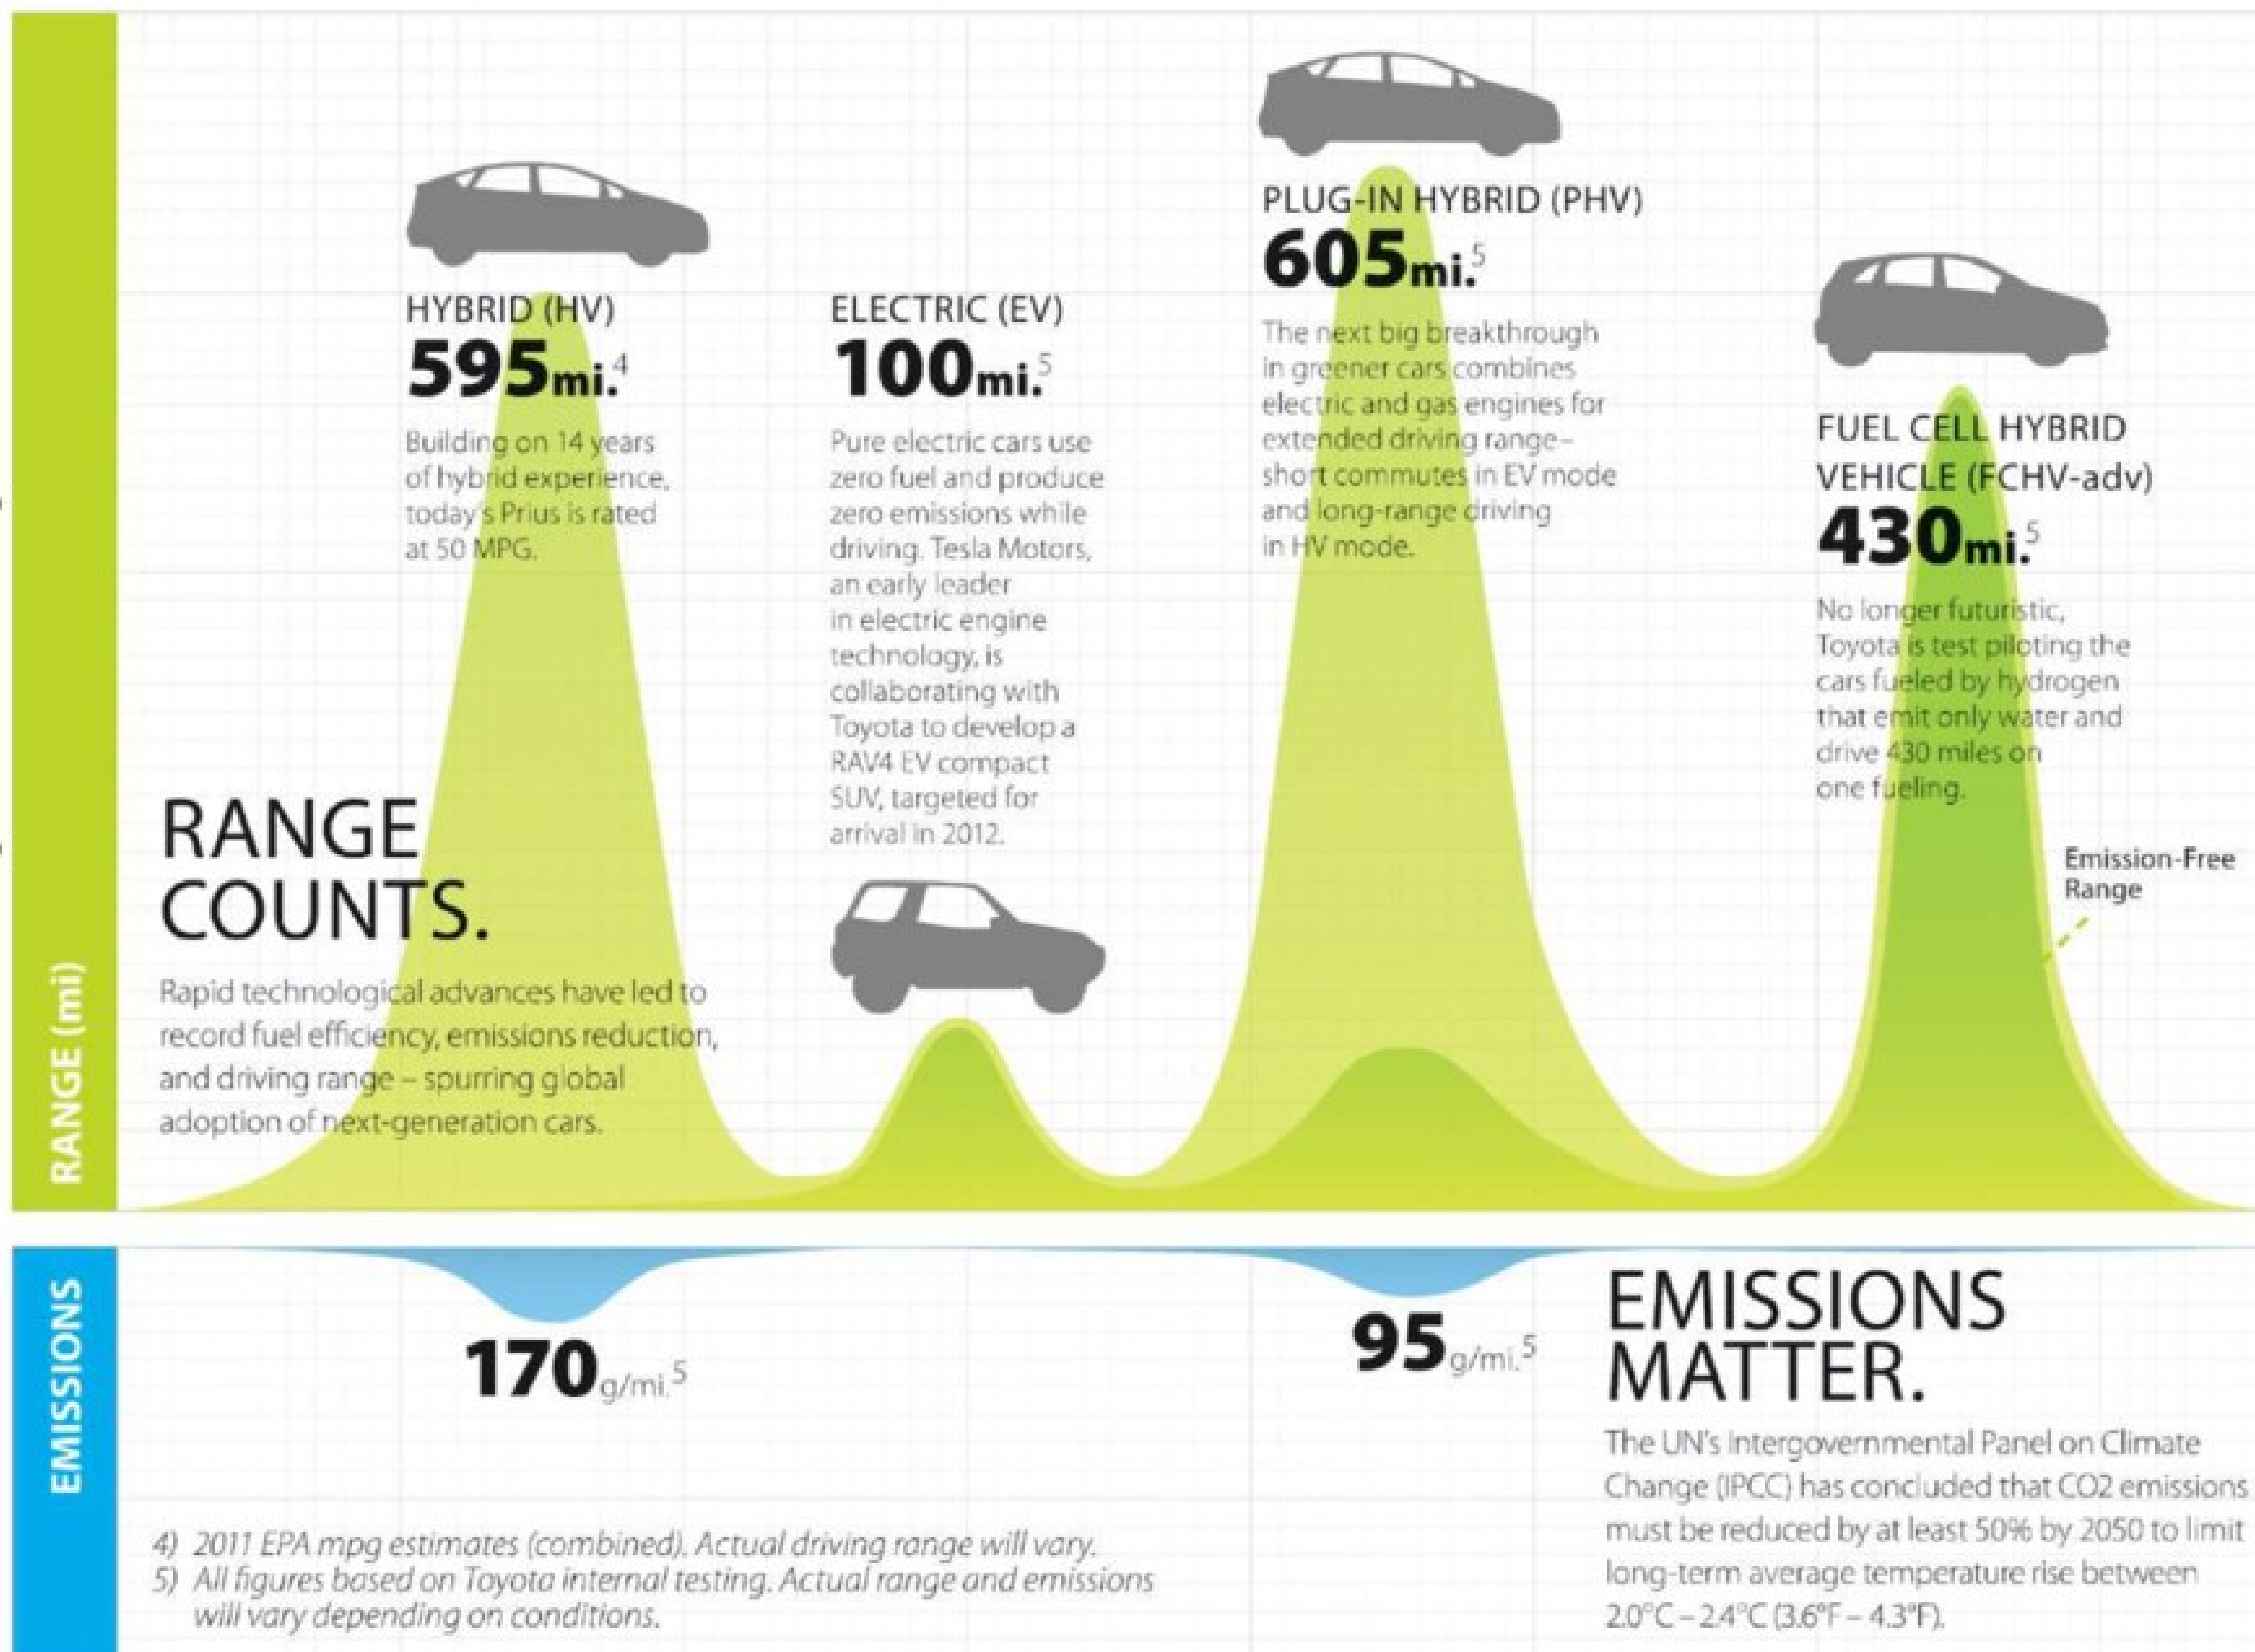 RANGE (mi)
HYBRID (HV)
595mi.4
Building on 14 years
of hybrid experience,
today's Prius is rated
at 50 MPG.
ELECTRIC (EV)
100mi.5
Pure electric cars use
zero fuel and produce
zero emissions while
driving. Tesla Motors,
an early leader
in electric engine
technology, is
collaborating with
Toyota to develop a
RAV4 EV compact
SUV, targeted for
arrival in 2012.
PLUG-IN HYBRID (PHV)
605mi.5
The next big breakthrough
in greener cars combines
electric and gas engines for
extended driving range–
short commutes in EV mode
and long-range driving
in HV mode.
FUEL CELL HYBRID
VEHICLE (FCHV-adv)
430mi.5
No longer futuristic,
Toyota is test piloting the
cars fueled by hydrogen
that emit only water and
drive 430 miles on
one fueling.
Emission-Free
Range
RANGE
COUNTS.
Rapid technological advances have led to
record fuel efficiency, emissions reduction,
and driving range – spurring global
adoption of next-generation cars.
EMISSIONS
170g/mi.5
95g/mi.5
EMISSIONS
MATTER.
The UN's Intergovernmental Panel on Climate
Change (IPCC) has concluded that CO2 emissions
must be reduced by at least 50% by 2050 to limit
long-term average temperature rise between
2.0°C – 2.4°C (3.6°F – 4.3°F).
4) 2011 EPA mpg estimates (combined). Actual driving range will vary.
5) All figures based on Toyota internal testing. Actual range and emissions
will vary depending on conditions.